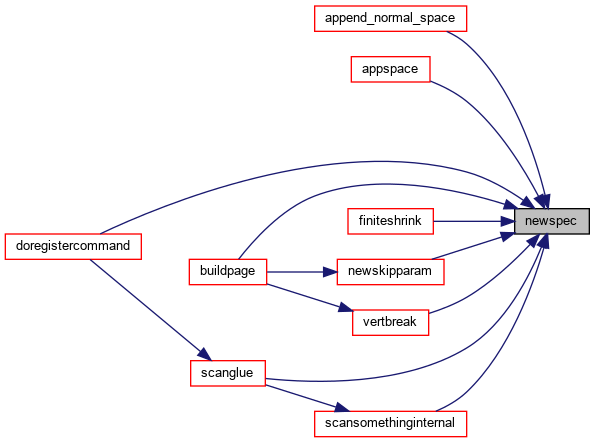 append_normal_space
appspace
newspec
finiteshrink
doregistercommand
buildpage
newskipparam
vertbreak
scanglue
scansomethinginternal